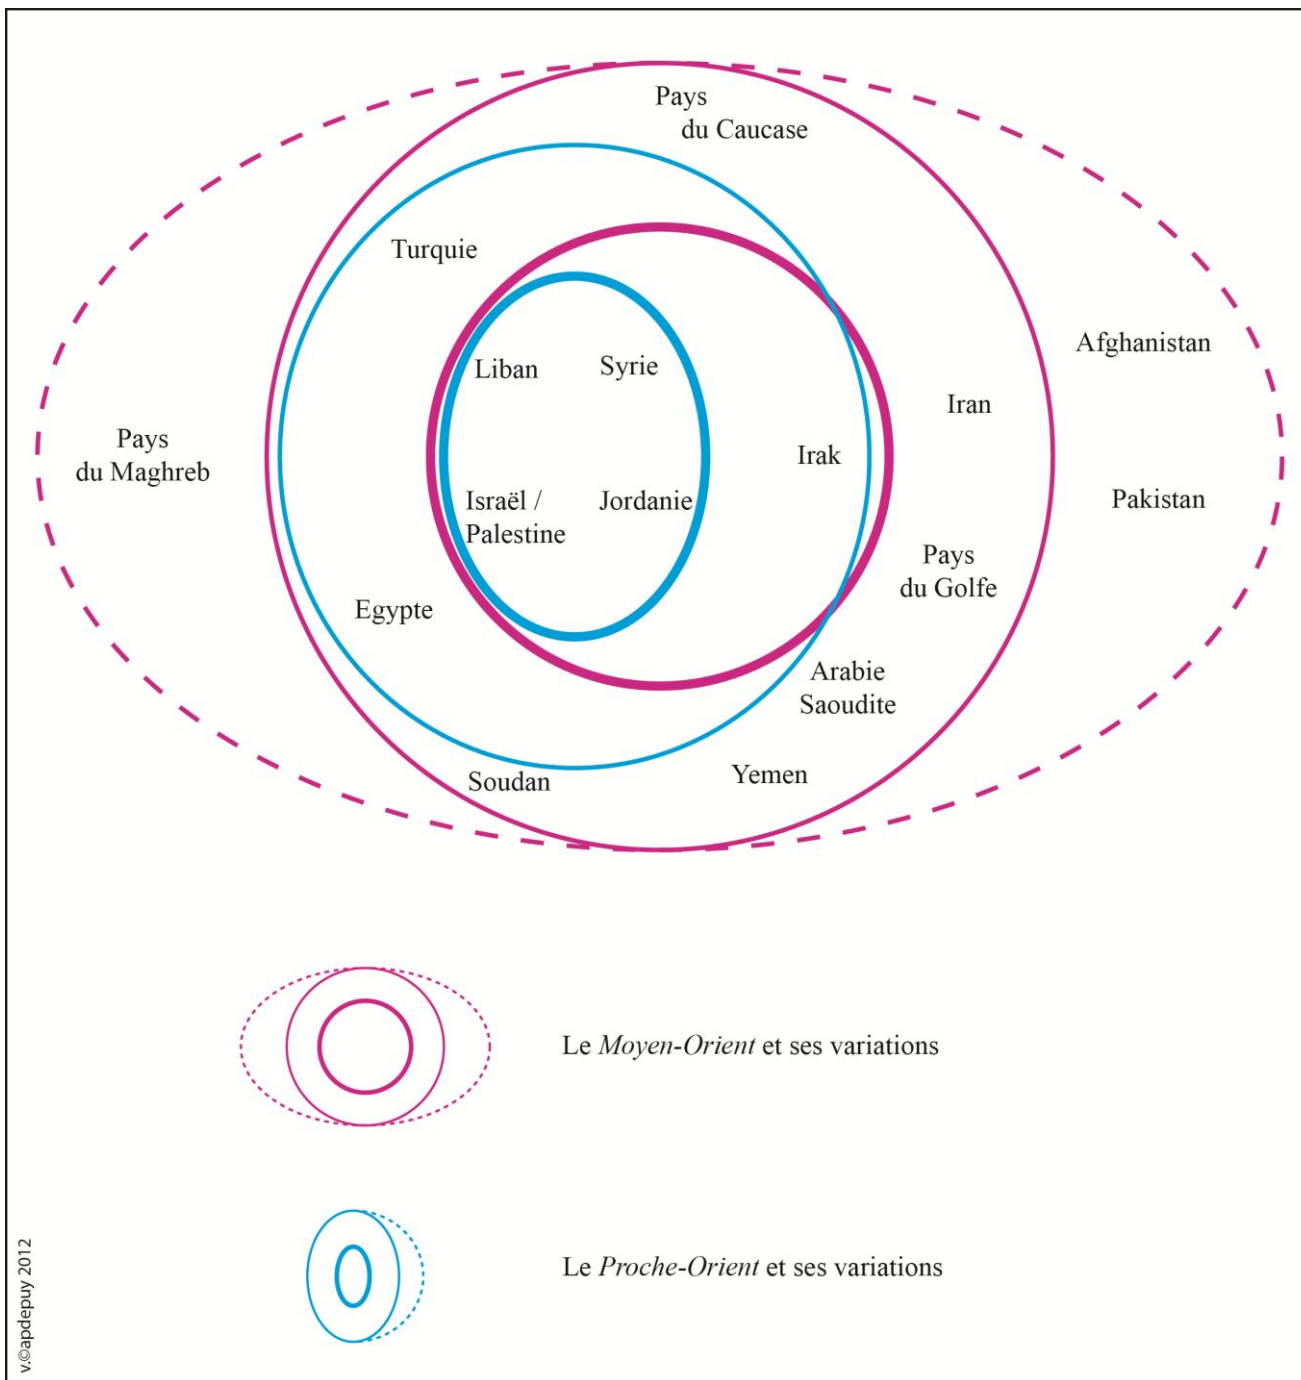 Pays
du Caucase
Turquie
Afghanistan
Liban
Syrie
Iran
Pays
du Maghreb
Irak
Israël /
Palestine
Jordanie
Pakistan
Pays
du Golfe
Egypte
Arabie
Saoudite
Soudan
Yemen
Le Moyen-Orient et ses variations
Le Proche-Orient et ses variations
v.©apdepuy 2012